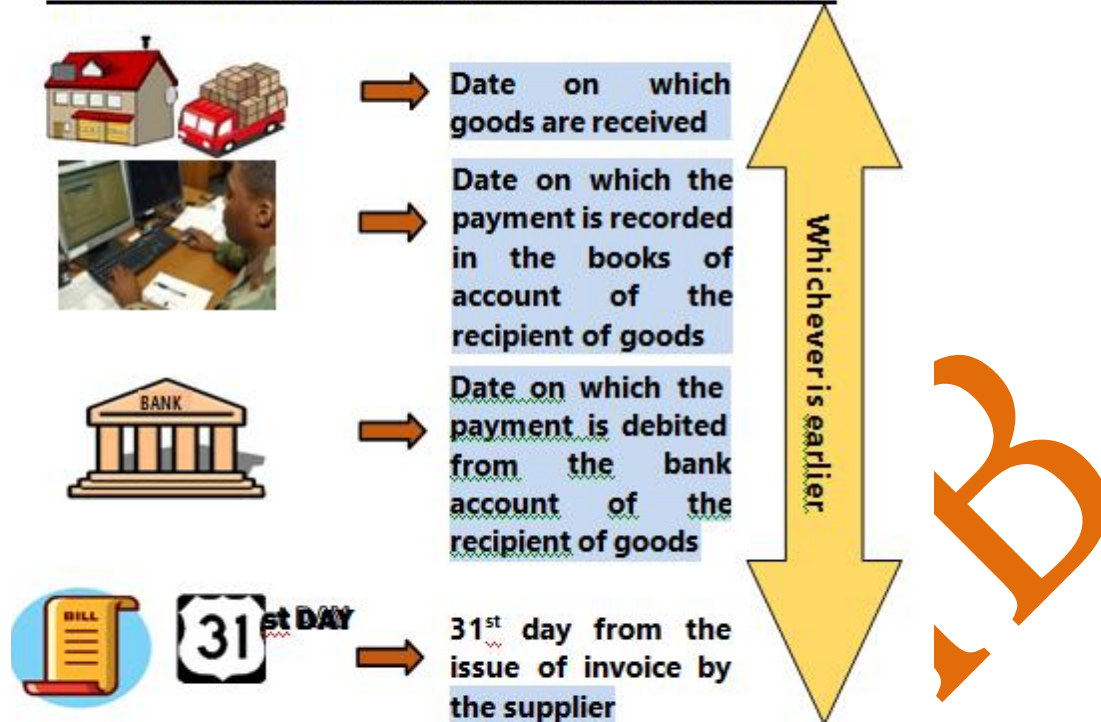 Date on which
goods are received
Date on which the
payment is recorded
in the books of
account of the
recipient of goods
BANK
Date on which the
payment is debited
from the bank
account of the
recipient of goods
Whichever is earlier
BILL
31st DAY
31st day from the
issue of invoice by
the supplier
B